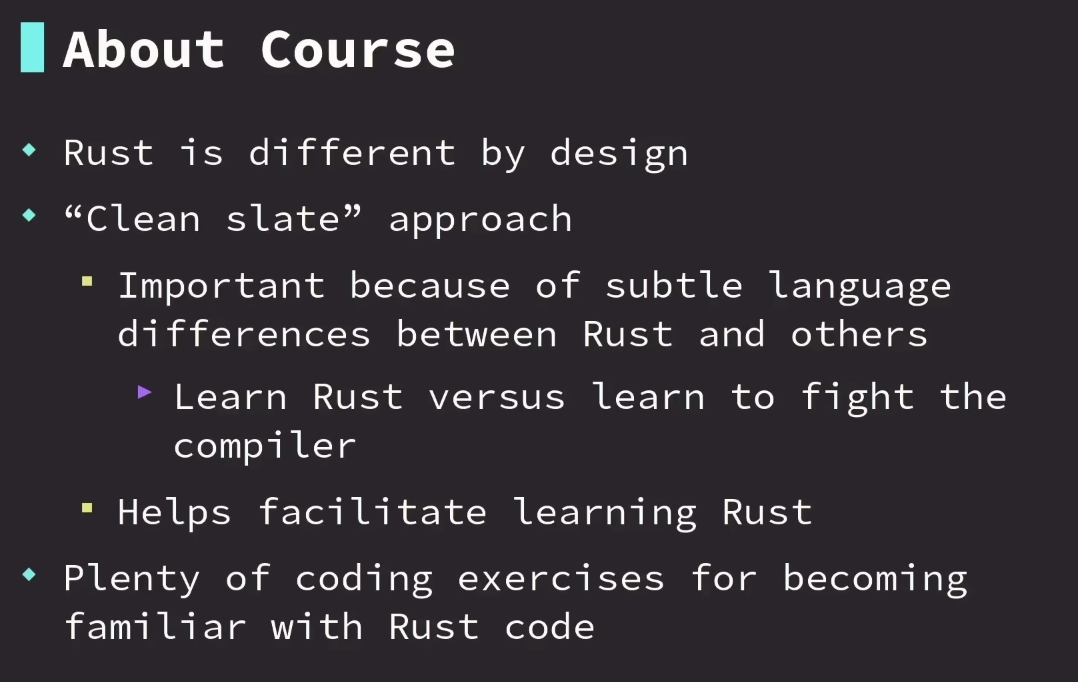 About Course
Rust is different by design
“Clean slate” approach
Important because of subtle language
differences between Rust and others
Learn Rust versus learn to fight the
compiler
Helps facilitate learning Rust
Plenty of coding exercises for becoming
familiar with Rust code